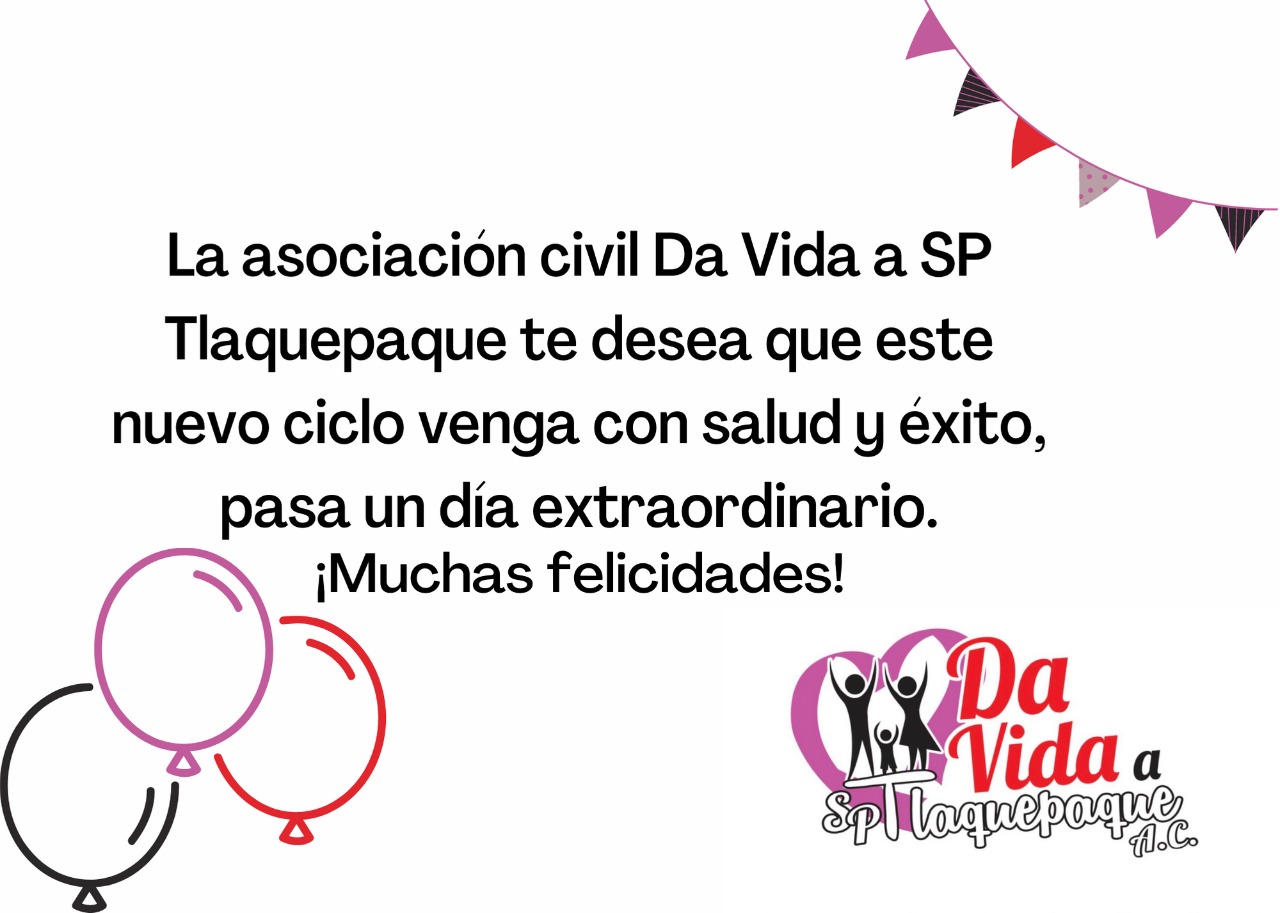 La asociación civil Da Vida a SP
Tlaquepaque te desea que este
nuevo ciclo venga con salud y éxito,
pasa un día extraordinario.
¡Muchas felicidades!
Da
Vida a
SP Tlaquepaque
A.C.